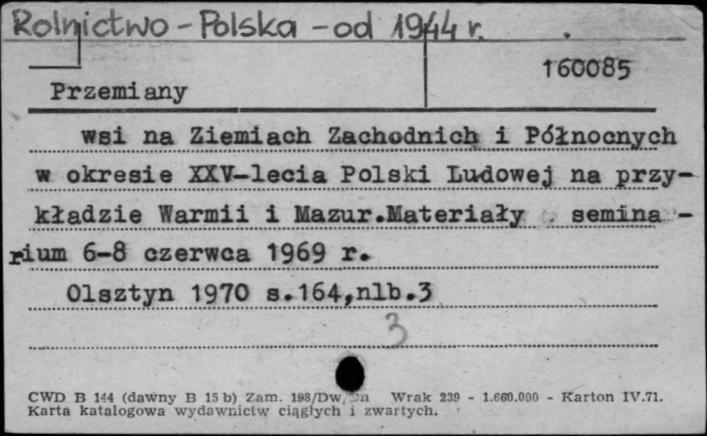 Rolnictwo - Polska - od 1944 r.
160085
Przemiany
wsi na Ziemiach Zachodnich i Północnych
w okresie XXV-lecia Polski Ludowej na przy-
kładzie Warmii i Mazur.Materiały semina-
rium 6-8 czerwca 1969 r.
Olsztyn 1970 s.164,nlb.3
3
CWD B 144 (dawny B 15 b) Zam. 198/Dw Wrak 239 - 1.660.000 - Karton IV.71.
Karta katalogowa wydawnictw ciągłych i zwartych.